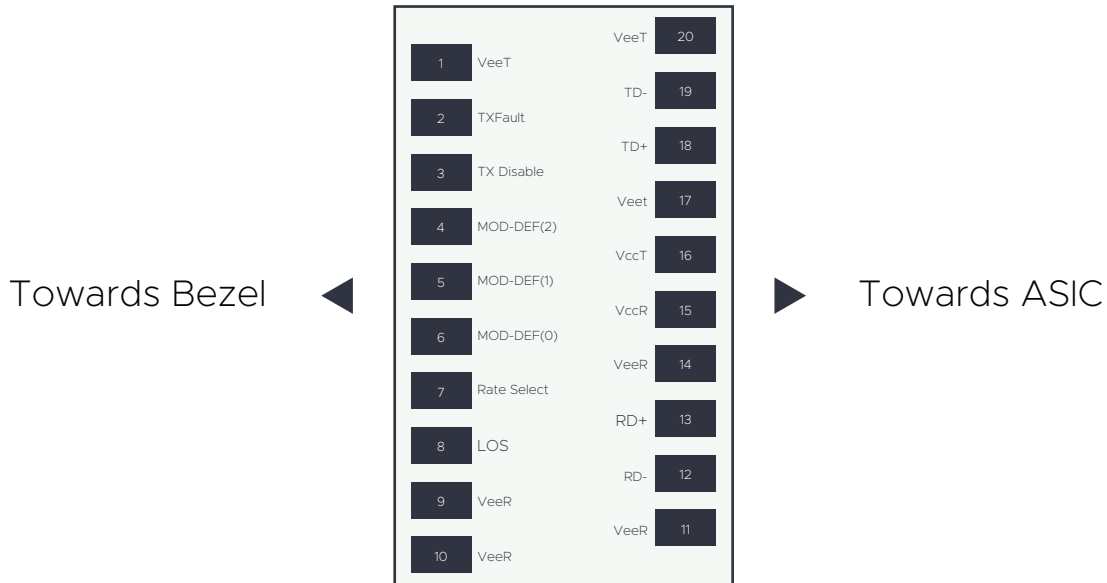 VeeT 20
1 VeeT
TD- 19
2 TXFault
TD+ 18
3 TX Disable
Veet 17
4 MOD-DEF(2)
VccT 16
5 MOD-DEF(1)
Towards Bezel
Towards ASIC
VccR 15
6 MOD-DEF(0)
VeeR 14
7 Rate Select
RD+ 13
8 LOS
RD- 12
9 VeeR
VeeR 11
10 VeeR